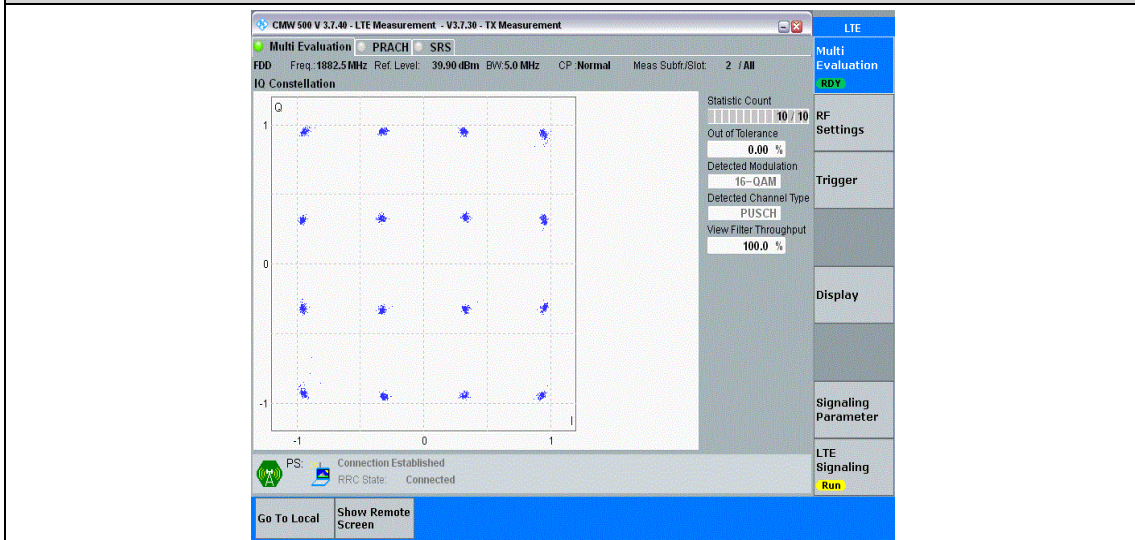 CMW 500 V 3.7.40 - LTE Measurement - V3.7.30 - TX Measurement
LTE
Multi Evaluation PRACH SRS
FDD Freq.: 1882.5 MHz Ref. Level: 39.90 dBm BW: 5.0 MHz CP :Normal Meas Subfr./Slot: 2 / All
IQ Constellation
Q
1
0
-1
-1 0 1
I
Statistic Count
10 / 10
Out of Tolerance
0.00 %
Detected Modulation
16-QAM
Detected Channel Type
PUSCH
View Filter Throughput
100.0 %
Multi
Evaluation
RDY
RF
Settings
Trigger
Display
Signaling
Parameter
LTE
Signaling
Run
PS: Connection Established
RRC State: Connected
Go To Local
Show Remote
Screen